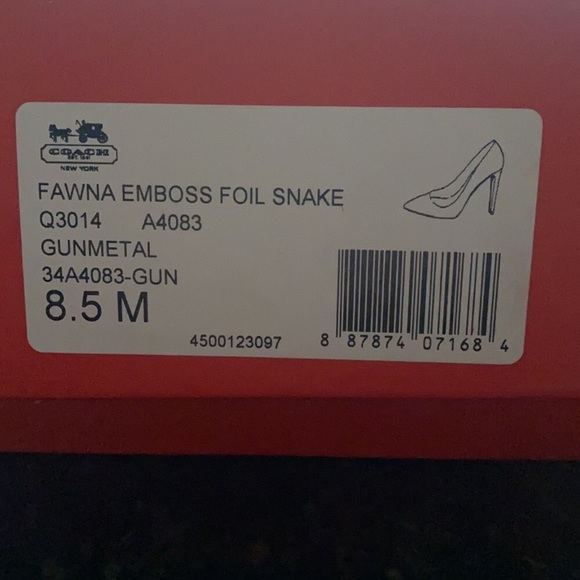 COACH
EST. 1941
NEW YORK
FAWNA EMBOSS FOIL SNAKE
Q3014 A4083
GUNMETAL
34A4083-GUN
8.5 M
4500123097
8 87874 07168 4